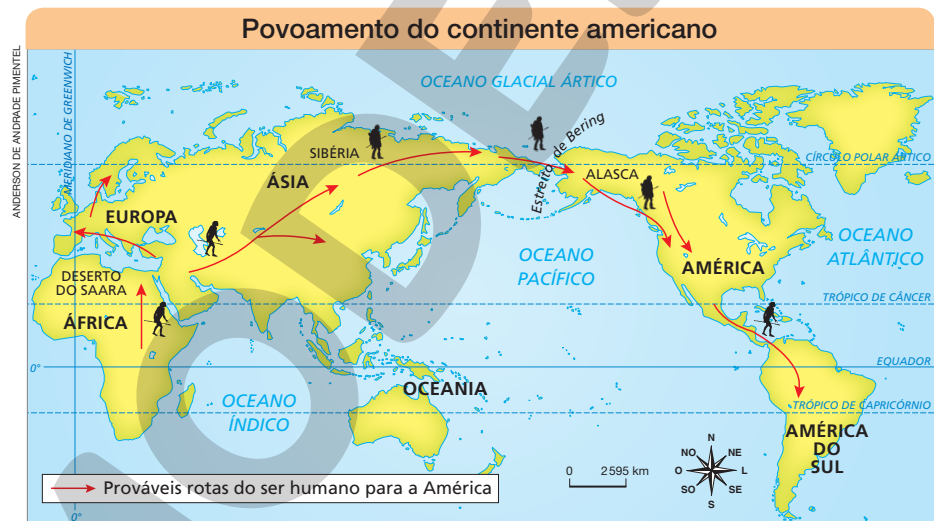 Povoamento do continente americano
ANDERSON DE ANDRADE PIMENTEL
MERIDIANO DE GREENWICH
OCEANO GLACIAL ÁRTICO
Estreito de Bering
SIBÉRIA
CÍRCULO POLAR ÁRTICO
ALASCA
ÁSIA
EUROPA
OCEANO
PACÍFICO
OCEANO
ATLÂNTICO
AMÉRICA
DESERTO
DO SAARA
TRÓPICO DE CÂNCER
ÁFRICA
0°
EQUADOR
OCEANIA
OCEANO
ÍNDICO
TRÓPICO DE CAPRICÓRNIO
AMÉRICA
DO
SUL
N
NO NE
O L
SO SE
S
0 2 595 km
Prováveis rotas do ser humano para a América
0°